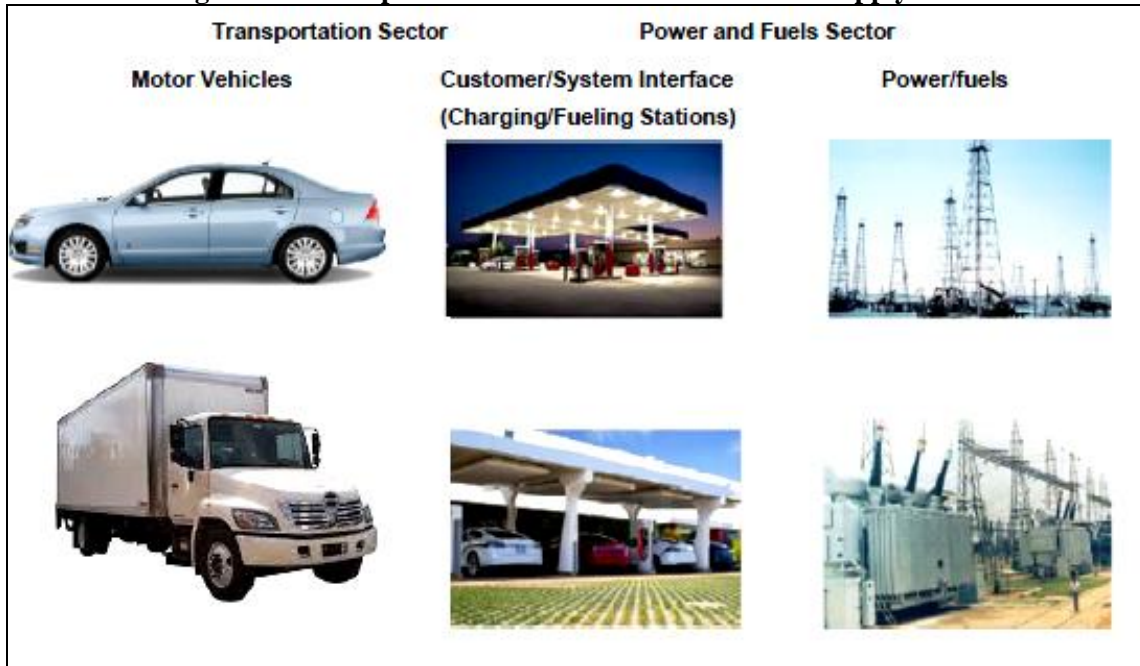 Transportation Sector Power and Fuels Sector
Motor Vehicles Customer/System Interface Power/fuels
(Charging/Fueling Stations)